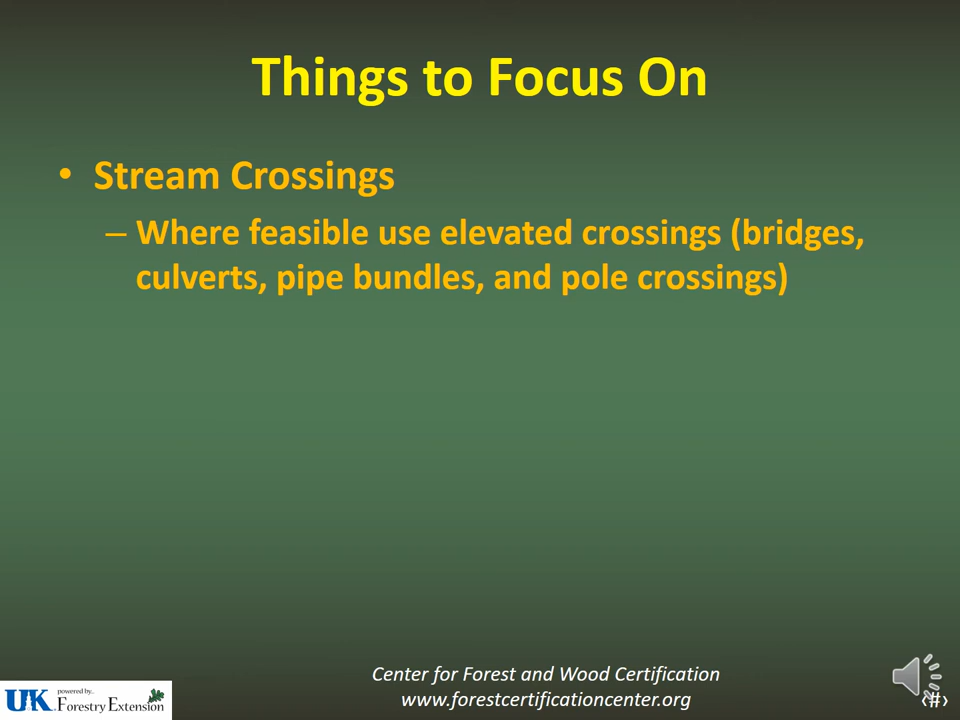 Things to Focus On
• Stream Crossings
– Where feasible use elevated crossings (bridges,
culverts, pipe bundles, and pole crossings)
Center for Forest and Wood Certification
www.forestcertificationcenter.org
UK powered by.. Forestry Extension
‹#›